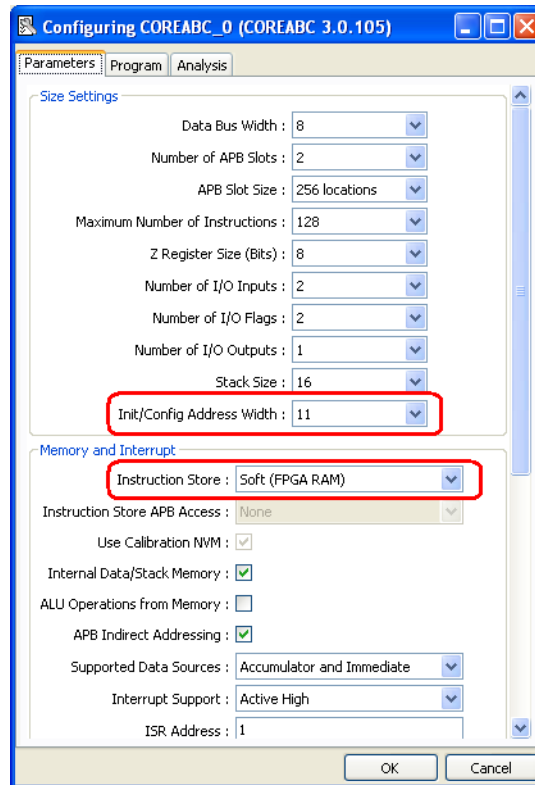 Configuring COREABC_0 (COREABC 3.0.105)
Parameters Program Analysis
Size Settings
Data Bus Width : 8
Number of APB Slots : 2
APB Slot Size : 256 locations
Maximum Number of Instructions : 128
Z Register Size (Bits) : 8
Number of I/O Inputs : 2
Number of I/O Flags : 2
Number of I/O Outputs : 1
Stack Size : 16
Init/Config Address Width : 11
Memory and Interrupt
Instruction Store : Soft (FPGA RAM)
Instruction Store APB Access : None
Use Calibration NVM :
Internal Data/Stack Memory :
ALU Operations from Memory :
APB Indirect Addressing :
Supported Data Sources : Accumulator and Immediate
Interrupt Support : Active High
ISR Address : 1
OK Cancel